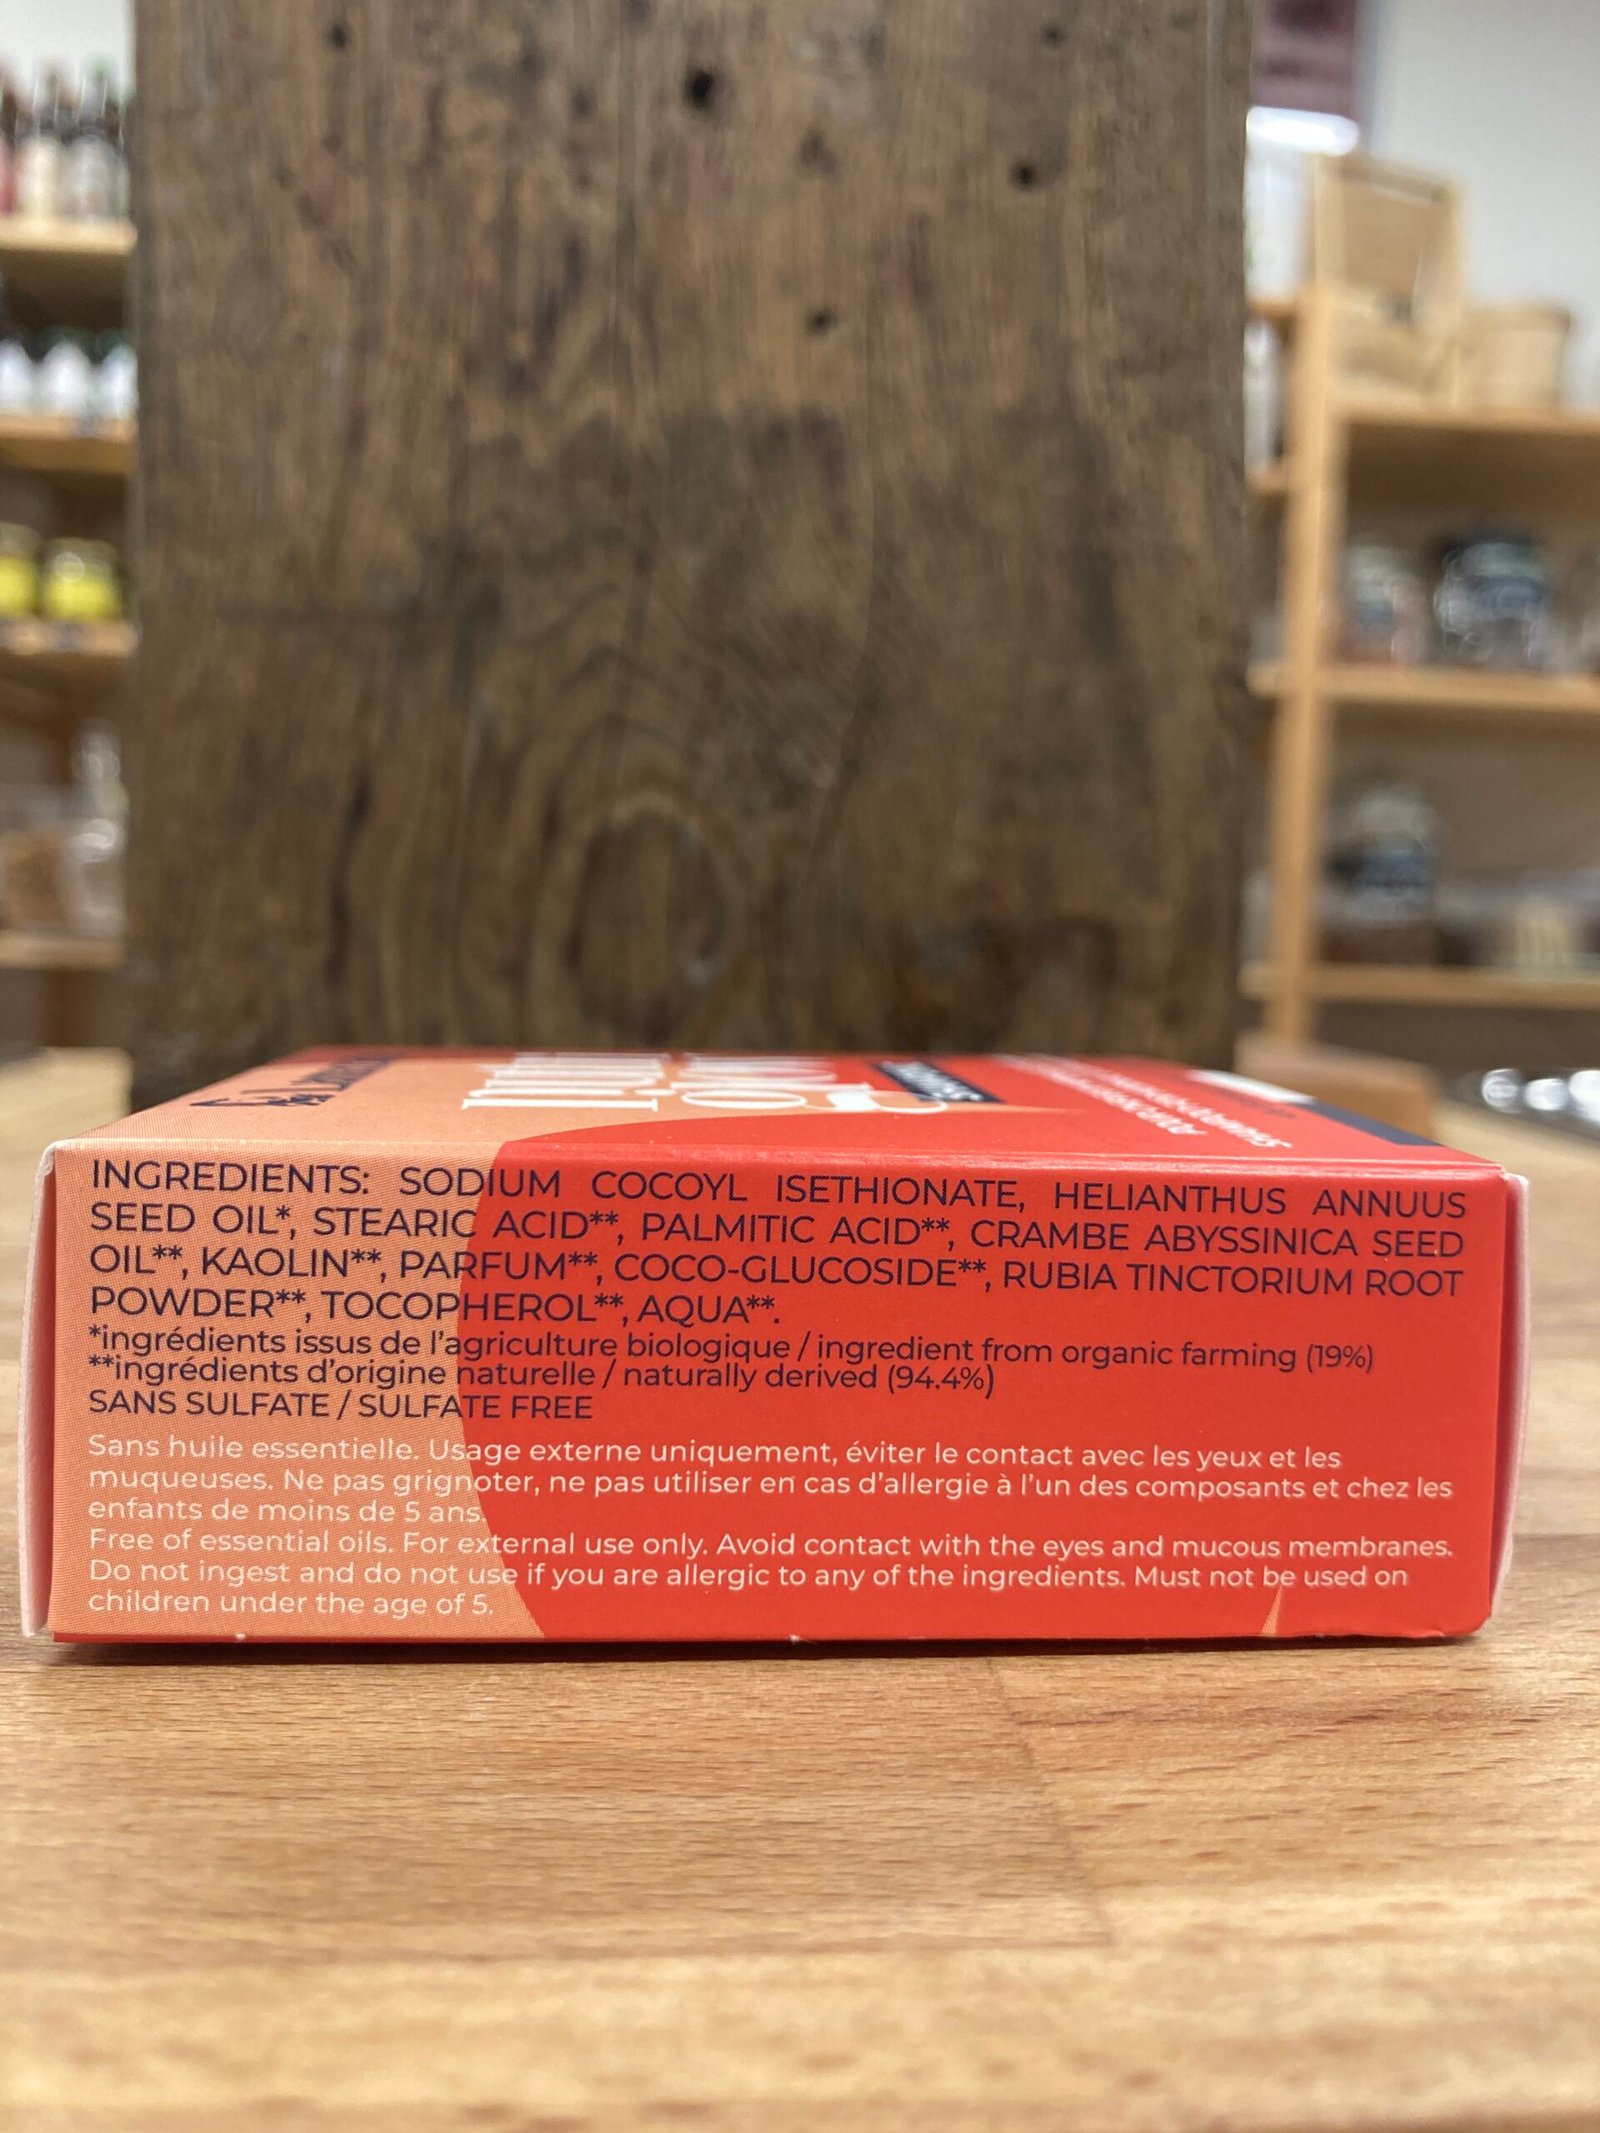 INGREDIENTS: SODIUM COCOYL ISETHIONATE, HELIANTHUS ANNUUS
SEED OIL*, STEARIC ACID**, PALMITIC ACID**, CRAMBE ABYSSINICA SEED
OIL**, KAOLIN**, PARFUM**, COCO-GLUCOSIDE**, RUBIA TINCTORIUM ROOT
POWDER**, TOCOPHEROL**, AQUA**.
*ingrédients issus de l'agriculture biologique / ingredient from organic farming (19%)
**ingrédients d'origine naturelle / naturally derived (94.4%)
SANS SULFATE / SULFATE FREE
Sans huile essentielle. Usage externe uniquement, éviter le contact avec les yeux et les
muqueuses. Ne pas grignoter, ne pas utiliser en cas d'allergie à l'un des composants et chez les
enfants de moins de 5 ans.
Free of essential oils. For external use only. Avoid contact with the eyes and mucous membranes.
Do not ingest and do not use if you are allergic to any of the ingredients. Must not be used on
children under the age of 5.